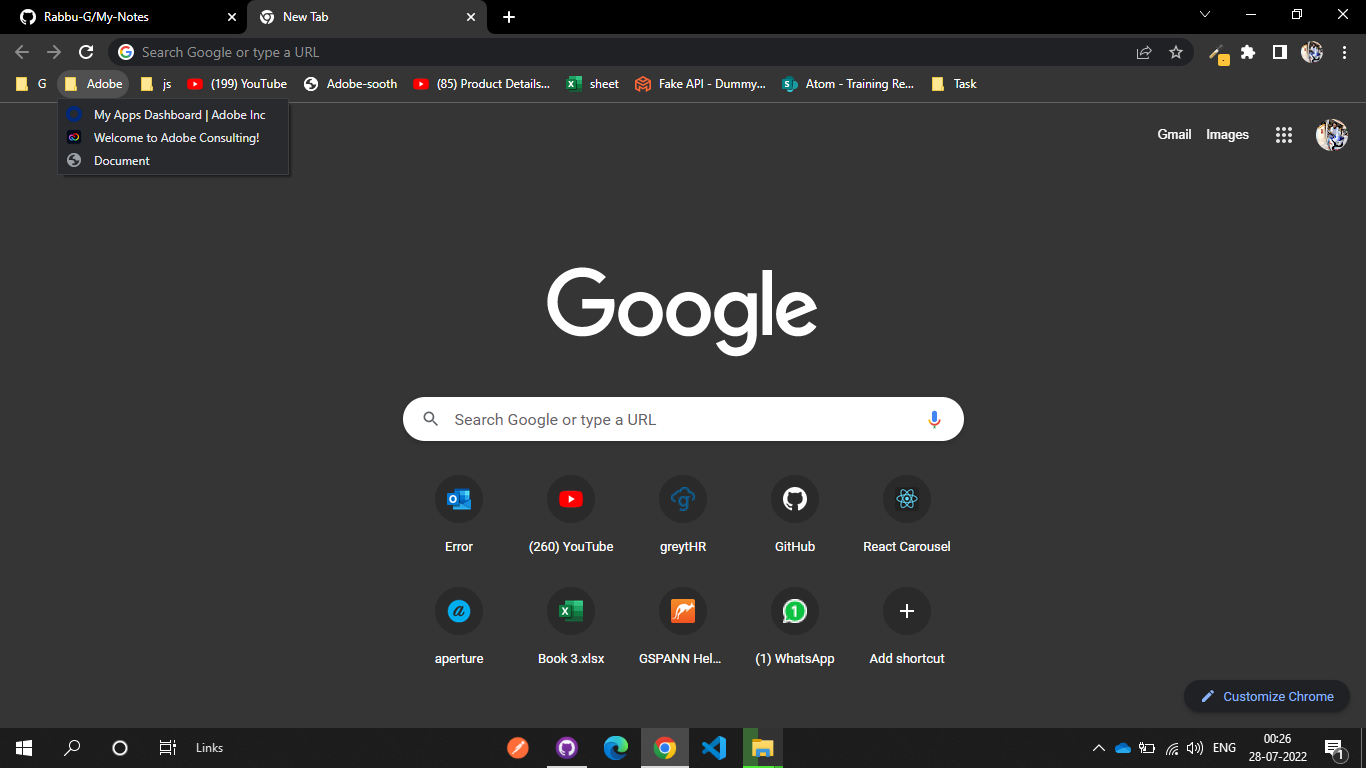 Rabbu-G/My-Notes
New Tab
Search Google or type a URL
G
Adobe
js
(199) YouTube
Adobe-sooth
(85) Product Details...
sheet
Fake API - Dummy...
Atom - Training Re...
Task
My Apps Dashboard | Adobe Inc
Welcome to Adobe Consulting!
Document
Gmail
Images
Google
Search Google or type a URL
Error
(260) YouTube
greytHR
GitHub
React Carousel
aperture
Book 3.xlsx
GSPANN Hel...
(1) WhatsApp
Add shortcut
Customize Chrome
Links
ENG
00:26
28-07-2022
1